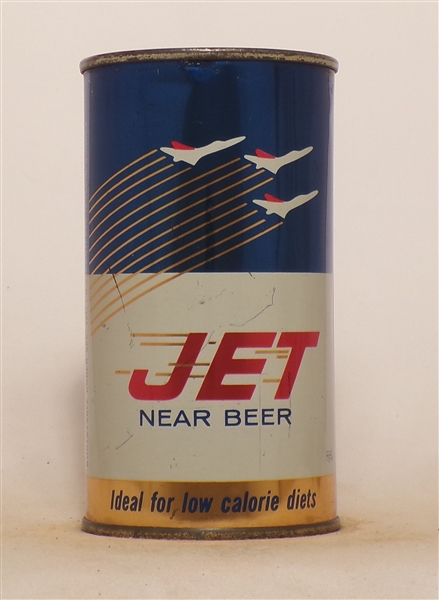 JET
NEAR BEER
Ideal for low calorie diets